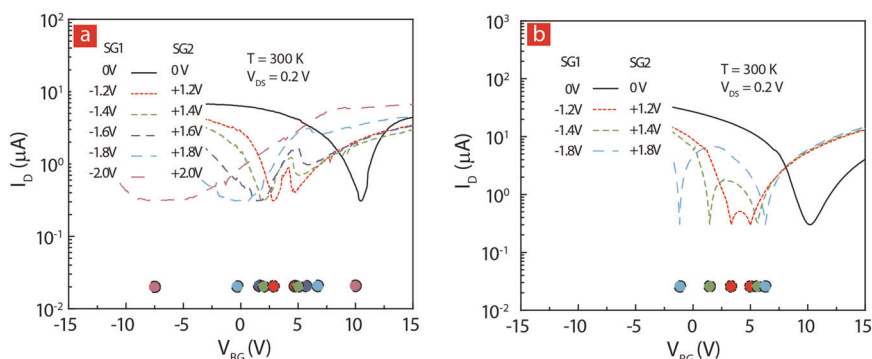 a
SG1 SG2
0V 0 V
-1.2V +1.2V
-1.4V +1.4V
-1.6V +1.6V
-1.8V +1.8V
-2.0V +2.0V
T = 300 K
V_DS = 0.2 V
10²
10¹
10⁰
10⁻¹
10⁻²
I_D (µA)
-15 -10 -5 0 5 10 15
V_BG (V)
b
SG1 SG2
0V 0 V
-1.2V +1.2V
-1.4V +1.4V
-1.8V +1.8V
T = 300 K
V_DS = 0.2 V
10³
10²
10¹
10⁰
10⁻¹
10⁻²
I_D (µA)
-15 -10 -5 0 5 10 15
V_BG (V)